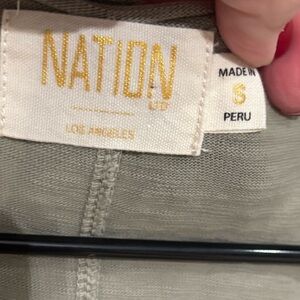 NATION
LTD
LOS ANGELES
MADE IN
S
PERU